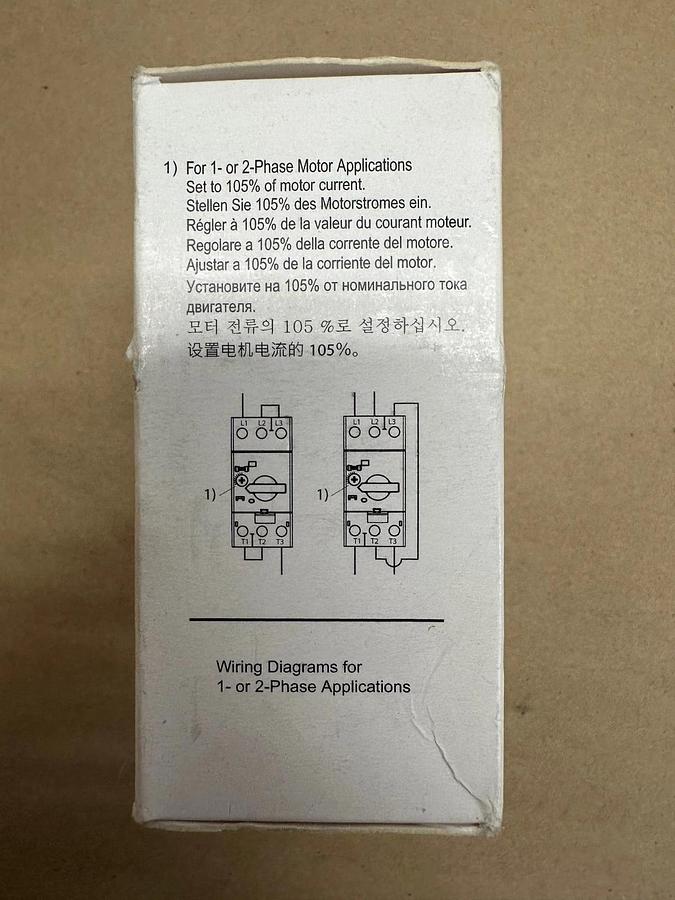 1) For 1- or 2-Phase Motor Applications
Set to 105% of motor current.
Stellen Sie 105% des Motorstromes ein.
Régler à 105% de la valeur du courant moteur.
Regolare a 105% della corrente del motore.
Ajustar a 105% de la corriente del motor.
Установите на 105% от номинального тока
двигателя.
모터 전류의 105 %로 설정하십시오.
设置电机电流的 105%。
L1 L2 L3
1)
T1 T2 T3
L1 L2 L3
1)
T1 T2 T3
Wiring Diagrams for
1- or 2-Phase Applications